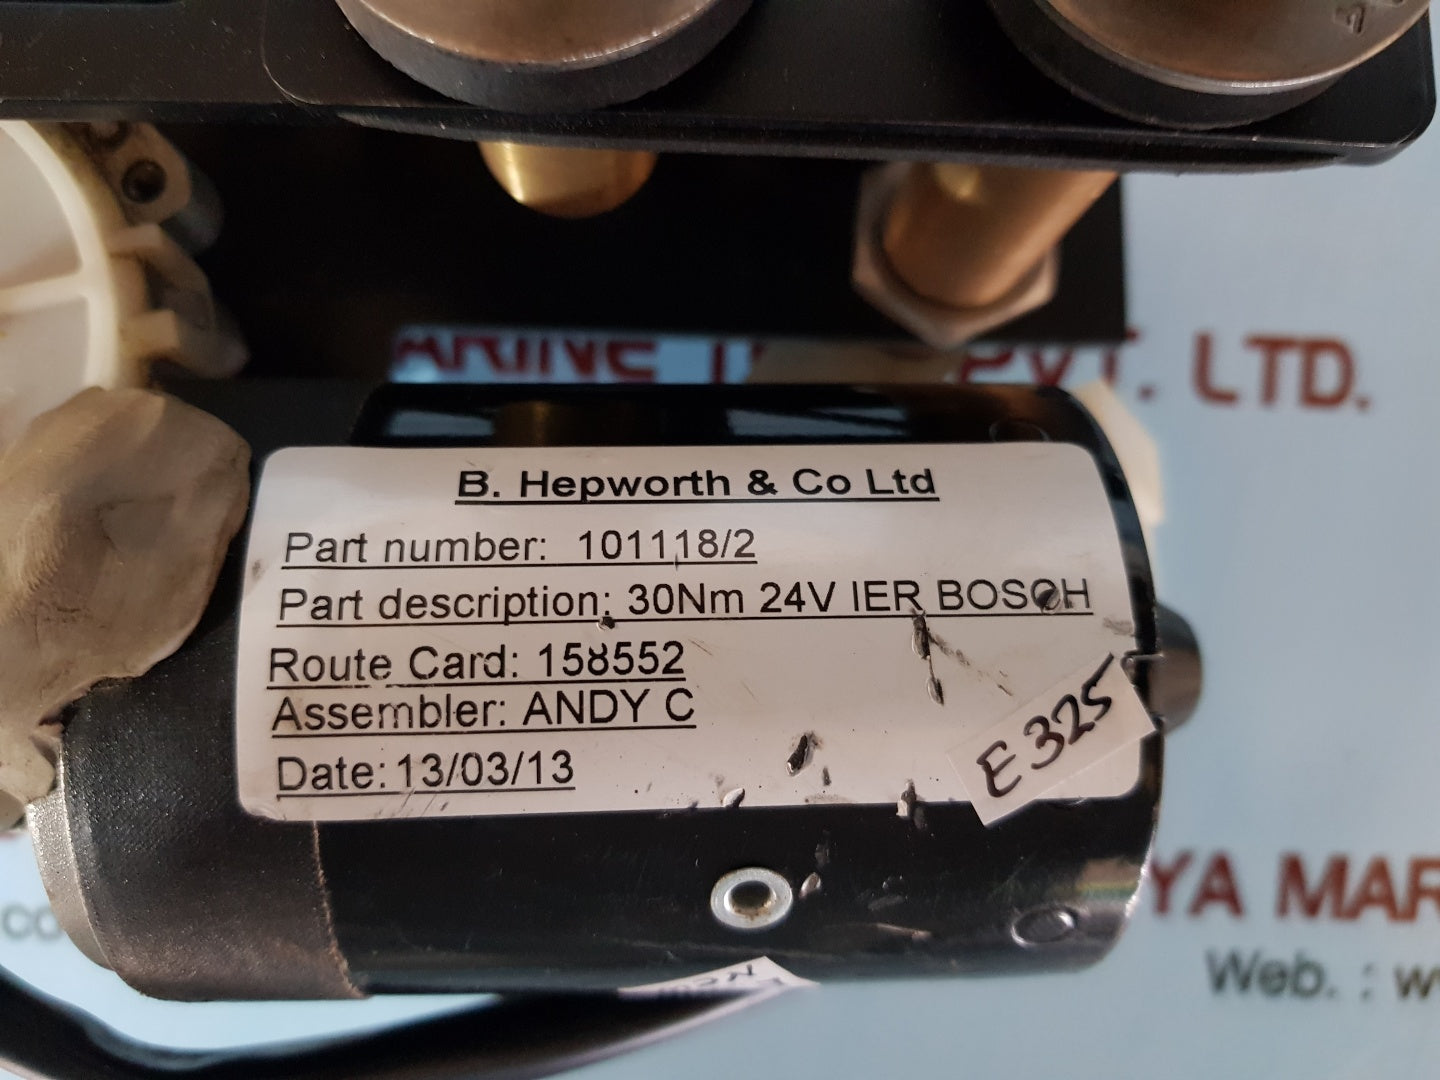 ARINE PVT. LTD.
B. Hepworth & Co Ltd
Part number: 101118/2
Part description: 30Nm 24V IER BOSCH
Route Card: 158552
Assembler: ANDY C
Date: 13/03/13
E325
YA MAR
Web. : w